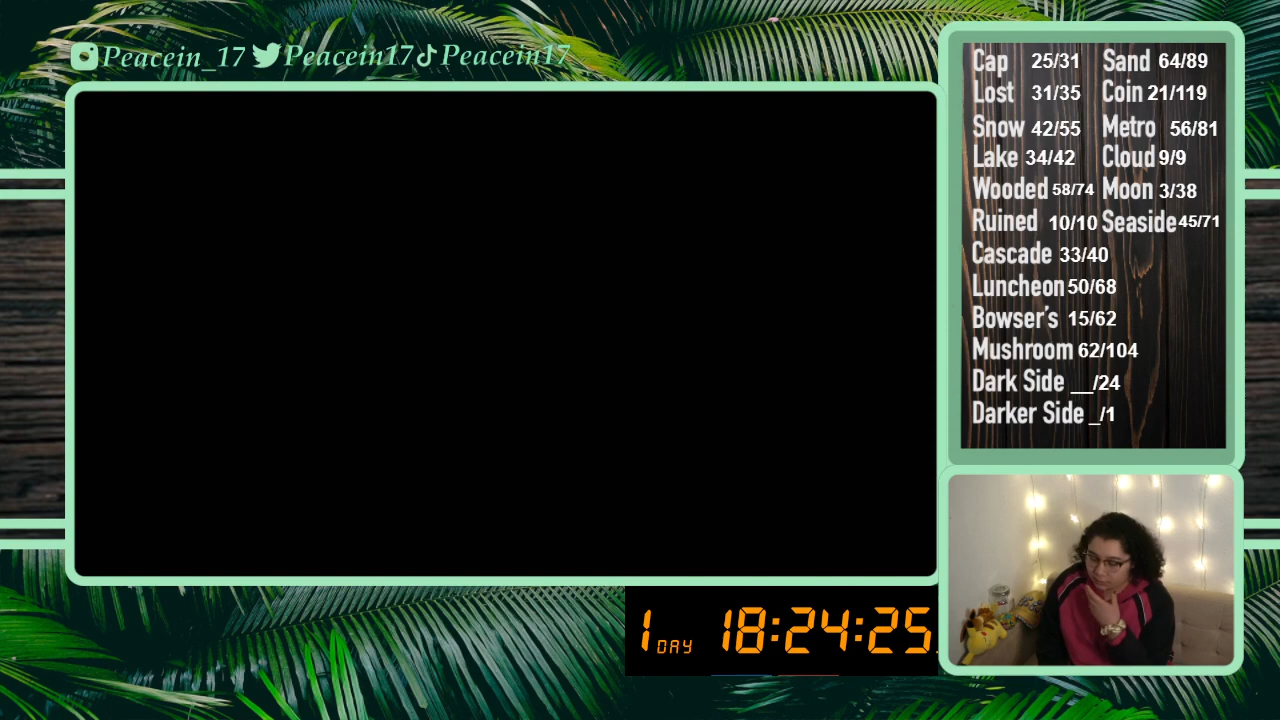 Peacein_17 Peacein17 Peacein17
Cap 25/31 Sand 64/89
Lost 31/35 Coin 21/119
Snow 42/55 Metro 56/81
Lake 34/42 Cloud 9/9
Wooded 58/74 Moon 3/38
Ruined 10/10 Seaside 45/71
Cascade 33/40
Luncheon 50/68
Bowser's 15/62
Mushroom 62/104
Dark Side __/24
Darker Side _/1
1 DAY 18:24:25